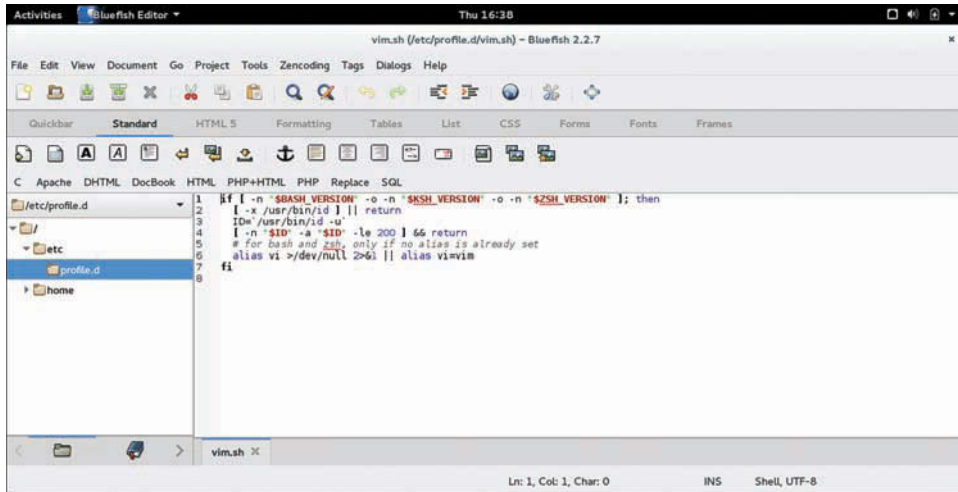 Activities Bluefish Editor Thu 16:38
vim.sh (/etc/profile.d/vim.sh) - Bluefish 2.2.7
File Edit View Document Go Project Tools Zencoding Tags Dialogs Help
Quickbar Standard HTML 5 Formatting Tables List CSS Forms Fonts Frames
C Apache DHTML DocBook HTML PHP+HTML PHP Replace SQL
/etc/profile.d
/
etc
profile.d
home
1 if [ -n "$BASH_VERSION" -o -n "$KSH_VERSION" -o -n "$ZSH_VERSION" ]; then
2 [ -x /usr/bin/id ] || return
3 ID=`/usr/bin/id -u`
4 [ -n "$ID" -a "$ID" -le 200 ] && return
5 # for bash and zsh, only if no alias is already set
6 alias vi >/dev/null 2>&1 || alias vi=vim
7 fi
8
vim.sh
Ln: 1, Col: 1, Char: 0 INS Shell, UTF-8